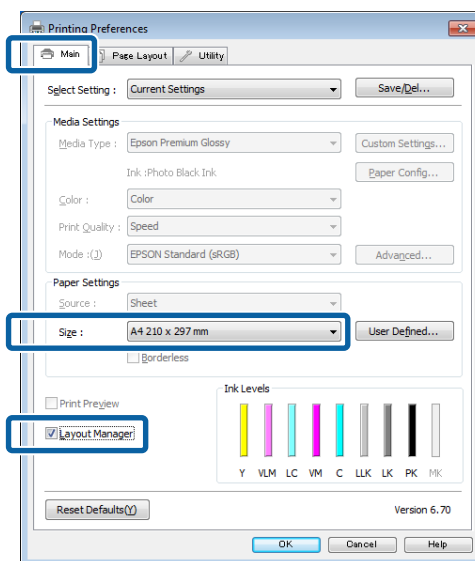 Printing Preferences
Main Page Layout Utility
Select Setting : Current Settings Save/Del...
Media Settings
Media Type : Epson Premium Glossy Custom Settings...
Ink :Photo Black Ink Paper Config...
Color : Color
Print Quality : Speed
Mode :(J) EPSON Standard (sRGB) Advanced...
Paper Settings
Source : Sheet
Size : A4 210 x 297 mm User Defined...
Borderless
Ink Levels
Print Preview
Layout Manager
Y VLM LC VM C LLK LK PK MK
Reset Defaults(Y) Version 6.70
OK Cancel Help